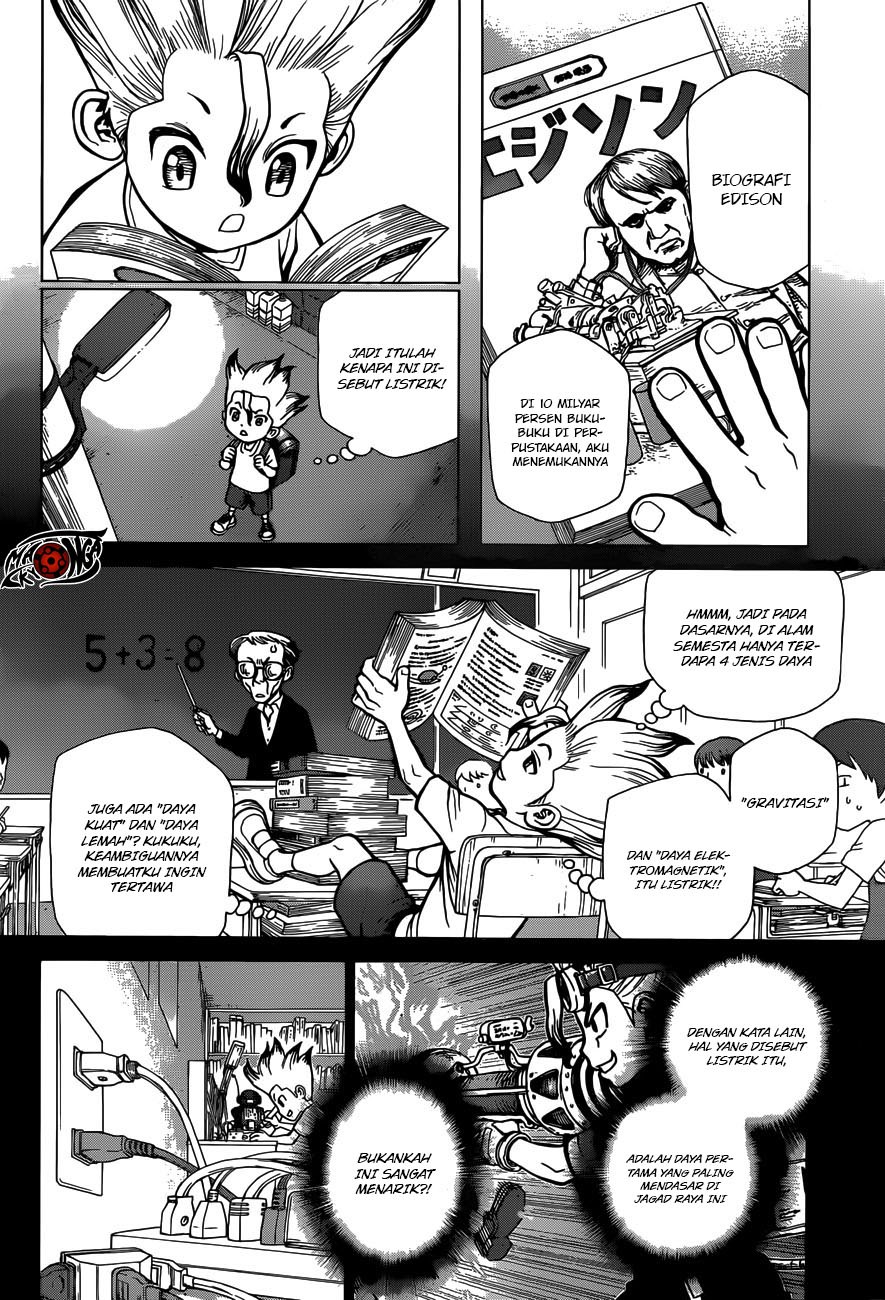 エジソン
BIOGRAFI
EDISON
DI 10 MILYAR
PERSEN BUKU-
BUKU DI PER-
PUSTAKAAN, AKU
MENEMUKANNYA
JADI ITULAH
KENAPA INI DI-
SEBUT LISTRIK!
HMMM, JADI PADA
DASARNYA, DI ALAM
SEMESTA HANYA TER-
DAPA 4 JENIS DAYA
"GRAVITASI"
DAN "DAYA ELEK-
TROMAGNETIK",
ITU LISTRIK!!
5+3=8
JUGA ADA "DAYA
KUAT" DAN "DAYA
LEMAH"? KUKUKU,
KEAMBIGUANNYA
MEMBUATKU INGIN
TERTAWA
DENGAN KATA LAIN,
HAL YANG DISEBUT
LISTRIK ITU,
ADALAH DAYA PER-
TAMA YANG PALING
MENDASAR DI
JAGAD RAYA INI
BUKANKAH
INI SANGAT
MENARIK?!